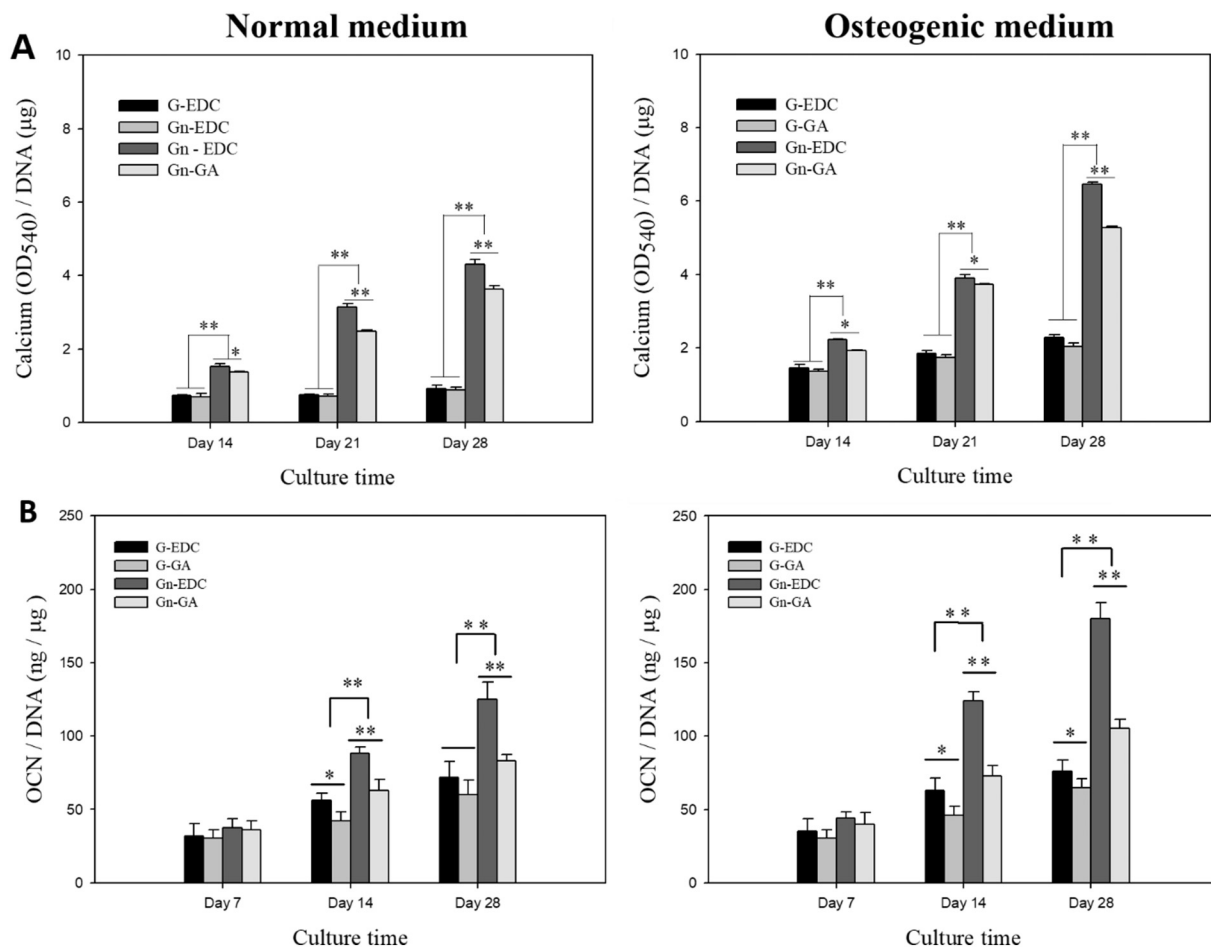 Normal medium
Osteogenic medium
A
10
8
6
4
2
0
Calcium (OD540) / DNA (µg)
G-EDC
Gn-EDC
Gn - EDC
Gn-GA
**
*
**
**
**
**
Day 14
Day 21
Day 28
Culture time
10
8
6
4
2
0
Calcium (OD540) / DNA (µg)
G-EDC
G-GA
Gn-EDC
Gn-GA
**
*
**
*
**
**
Day 14
Day 21
Day 28
Culture time
B
250
200
150
100
50
0
OCN / DNA (ng / µg)
G-EDC
G-GA
Gn-EDC
Gn-GA
*
**
**
* *
**
Day 7
Day 14
Day 28
Culture time
250
200
150
100
50
0
OCN / DNA (ng / µg)
G-EDC
G-GA
Gn-EDC
Gn-GA
*
* *
**
*
* *
**
Day 7
Day 14
Day 28
Culture time